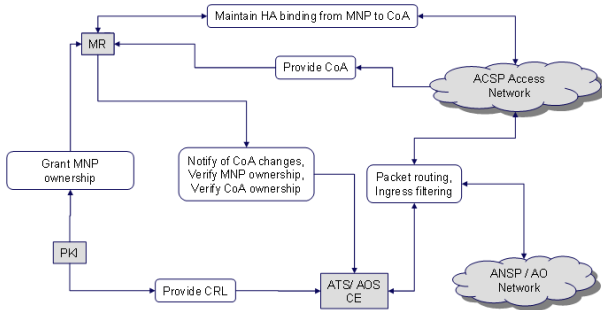 Maintain HA binding from MNP to CoA
MR
Provide CoA
ACSP Access
Network
Grant MNP
ownership
Notify of CoA changes,
Verify MNP ownership,
Verify CoA ownership
Packet routing,
Ingress filtering
PKI
Provide CRL
ATS/ AOS
CE
ANSP / AO
Network